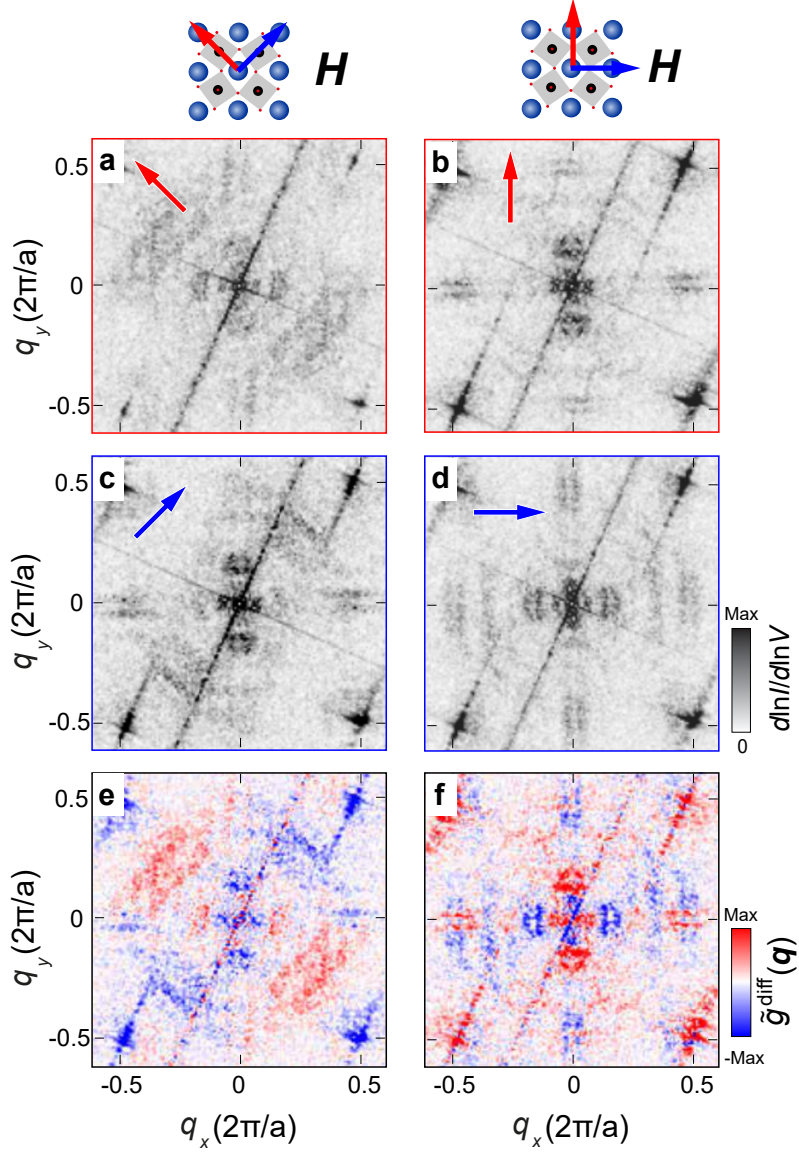 H
H
a
b
0.5
0
-0.5
q_y (2π/a)
c
d
0.5
0
-0.5
q_y (2π/a)
Max
0
dlnI/dlnV
e
f
0.5
0
-0.5
q_y (2π/a)
Max
-Max
g̃^diff(q)
-0.5 0 0.5
-0.5 0 0.5
q_x (2π/a)
q_x (2π/a)